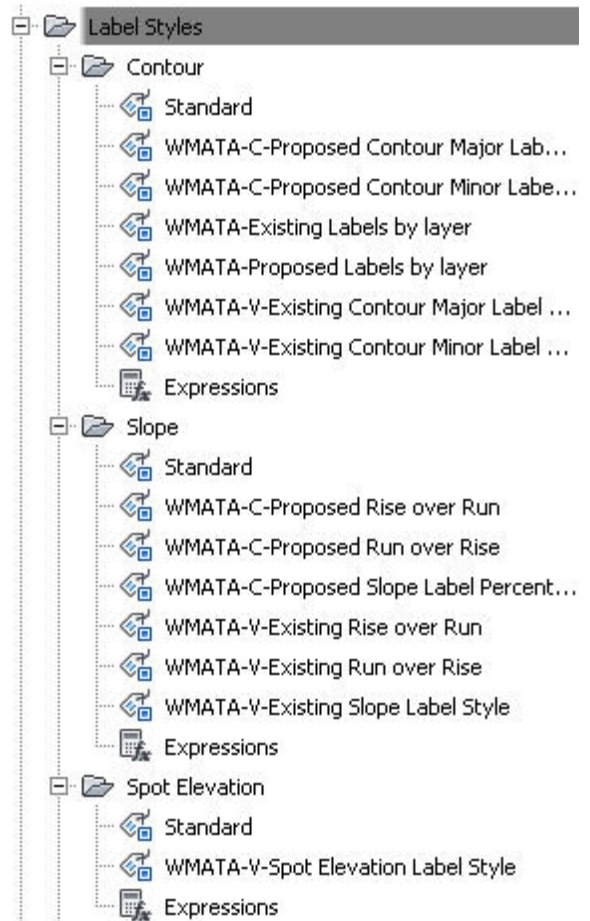 Label Styles
Contour
Standard
WMATA-C-Proposed Contour Major Lab...
WMATA-C-Proposed Contour Minor Labe...
WMATA-Existing Labels by layer
WMATA-Proposed Labels by layer
WMATA-V-Existing Contour Major Label ...
WMATA-V-Existing Contour Minor Label ...
Expressions
Slope
Standard
WMATA-C-Proposed Rise over Run
WMATA-C-Proposed Run over Rise
WMATA-C-Proposed Slope Label Percent...
WMATA-V-Existing Rise over Run
WMATA-V-Existing Run over Rise
WMATA-V-Existing Slope Label Style
Expressions
Spot Elevation
Standard
WMATA-V-Spot Elevation Label Style
Expressions